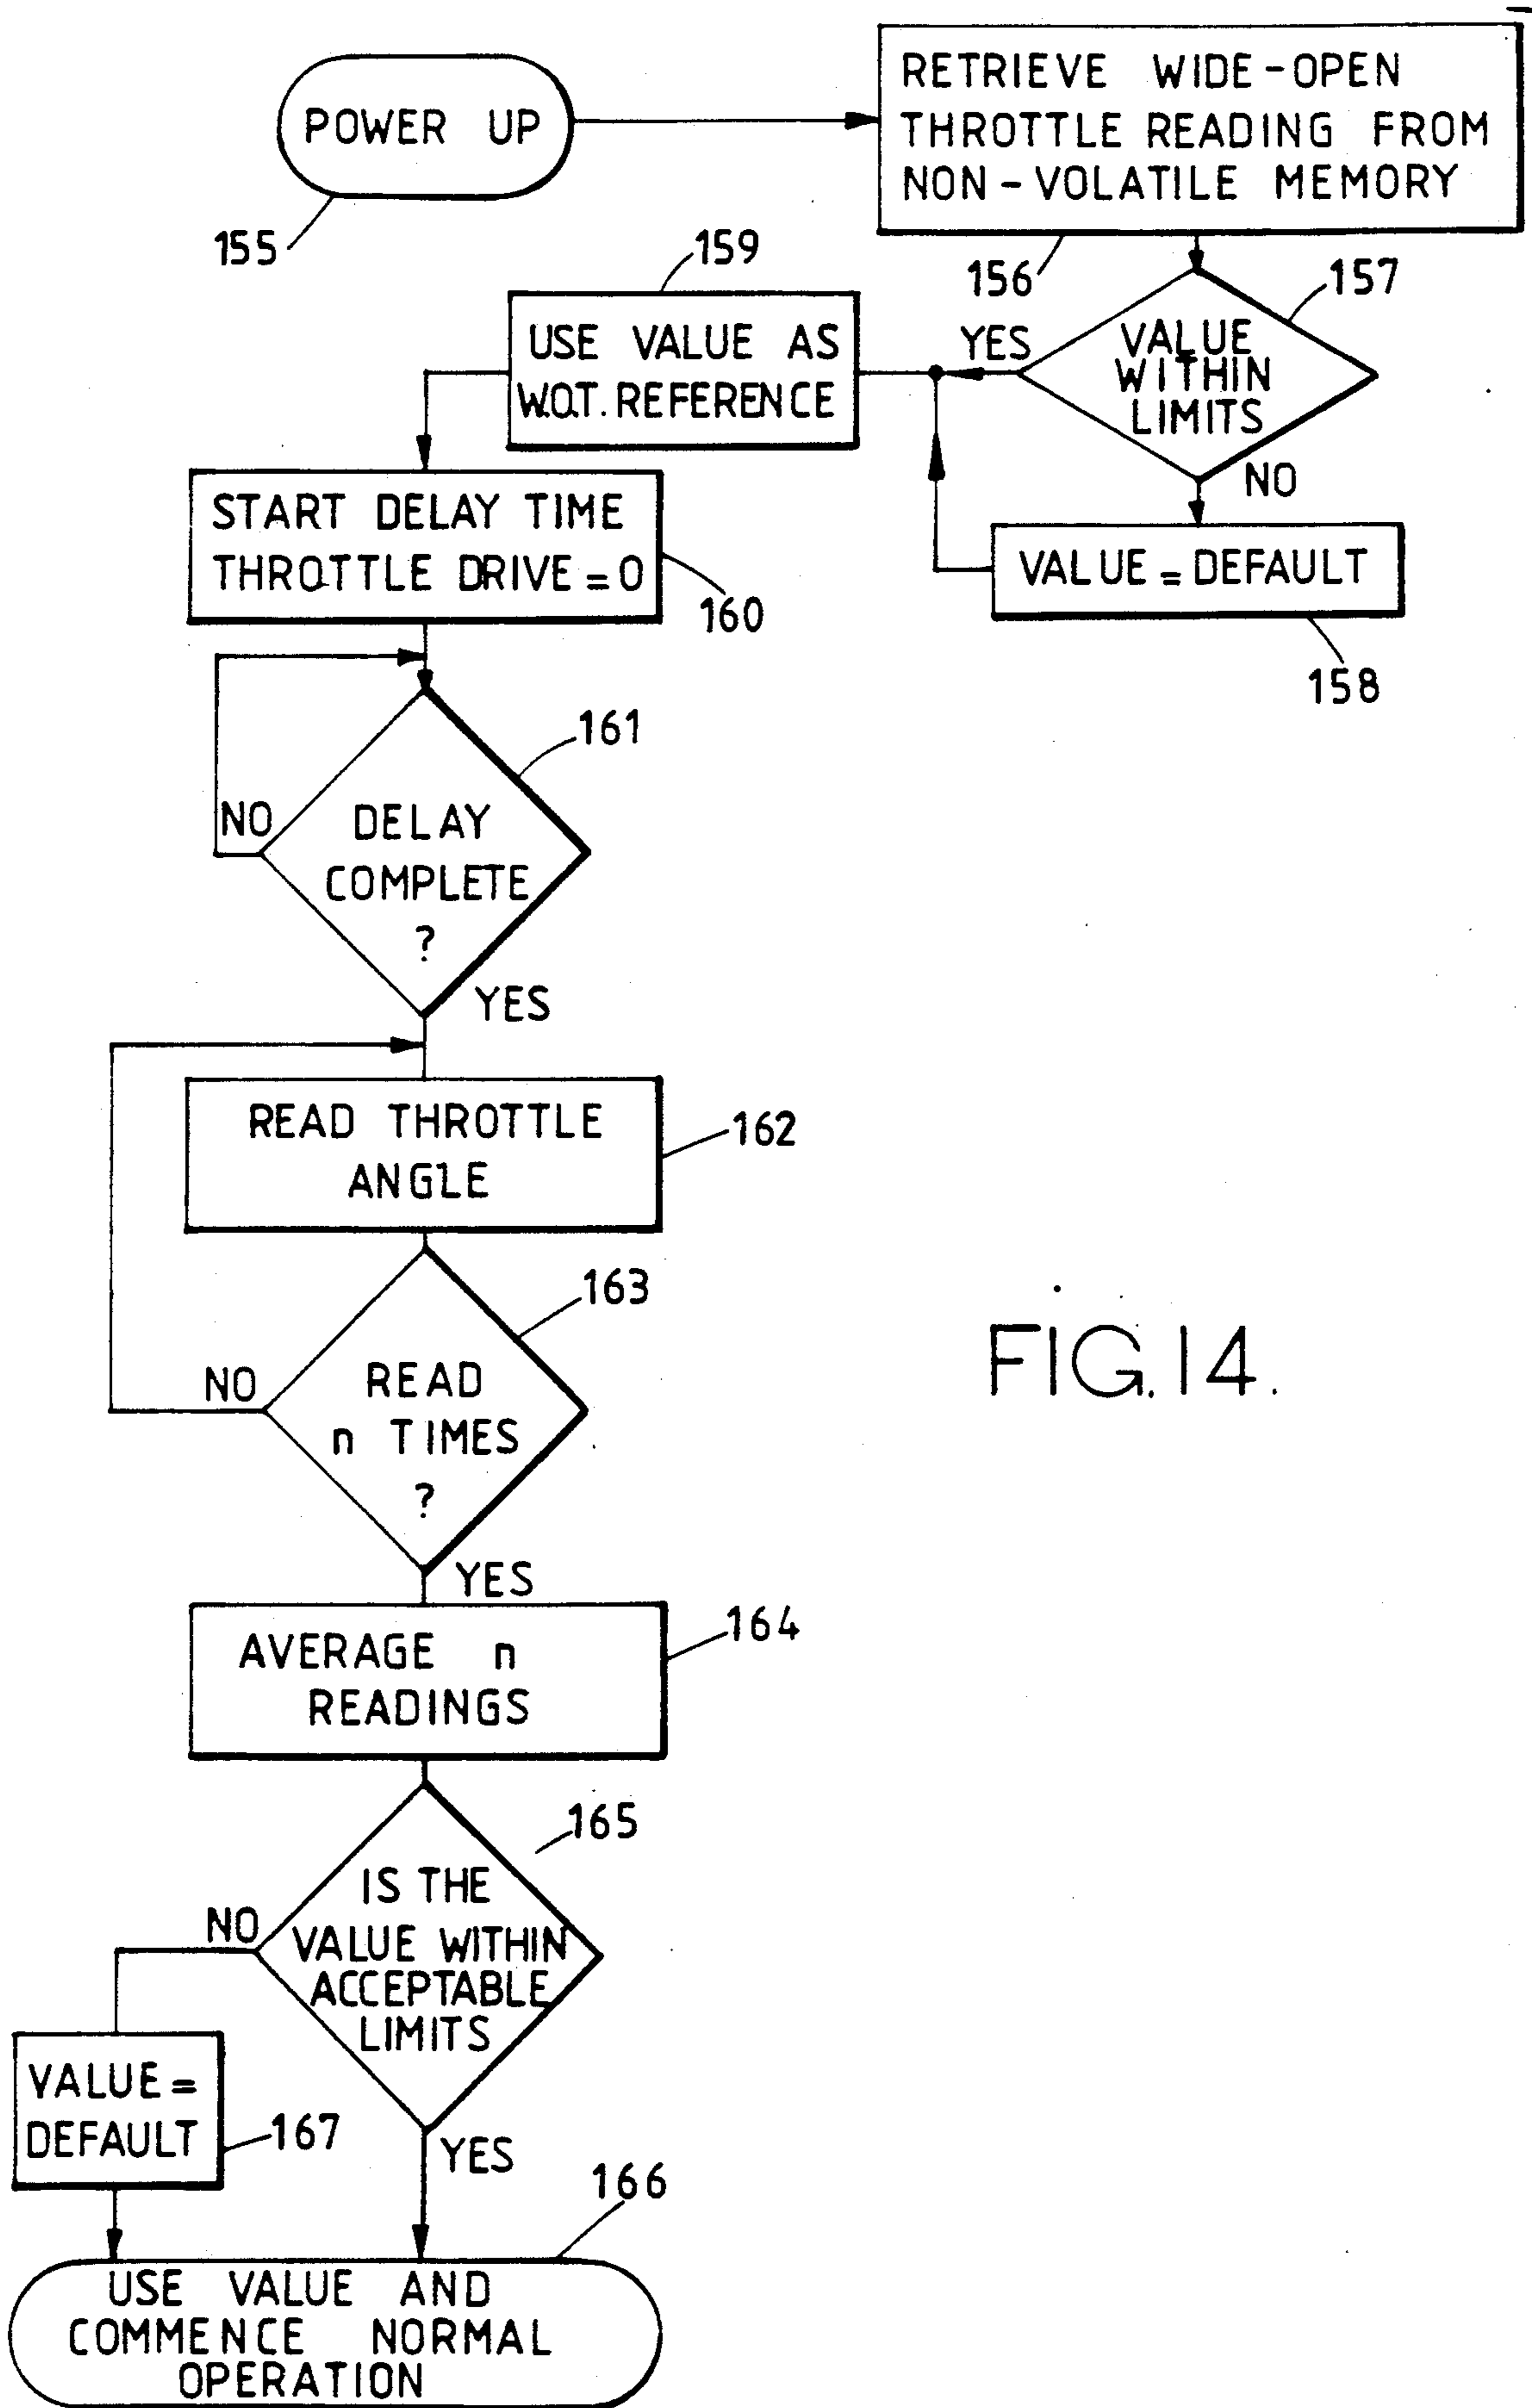 POWER UP
155
RETRIEVE WIDE-OPEN
THROTTLE READING FROM
NON-VOLATILE MEMORY
156
157
VALUE
WITHIN
LIMITS
YES
NO
VALUE = DEFAULT
158
159
USE VALUE AS
W.O.T. REFERENCE
START DELAY TIME
THROTTLE DRIVE = 0
160
161
DELAY
COMPLETE
?
NO
YES
READ THROTTLE
ANGLE
162
163
READ
n TIMES
?
NO
YES
AVERAGE n
READINGS
164
165
IS THE
VALUE WITHIN
ACCEPTABLE
LIMITS
NO
YES
VALUE =
DEFAULT
167
166
USE VALUE AND
COMMENCE NORMAL
OPERATION
FIG. 14.